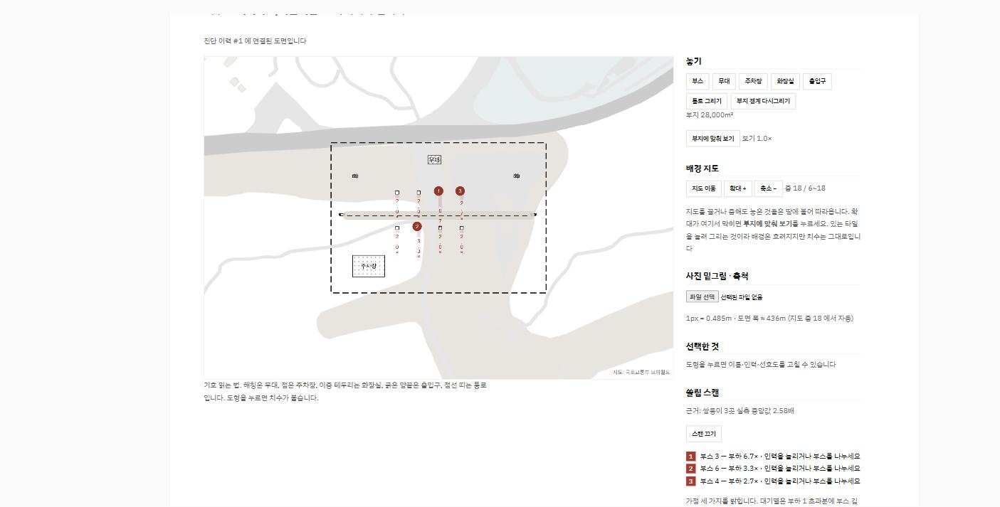 진단 이력 #1 에 연결된 도면입니다
무대
1
3
2.0×
2.0×
6.7×
2.7×
2
2.0×
3.3×
2.0×
2.0×
주차장
지도: 국토교통부 브이월드
기호 읽는 법. 해칭은 무대, 점은 주차장, 이중 테두리는 화장실, 굵은 양끝은 출입구, 점선 띠는 통로
입니다. 도형을 누르면 치수가 붙습니다.
놓기
부스 무대 주차장 화장실 출입구
통로 그리기 부지 경계 다시그리기
부지 28,000m²
부지에 맞춰 보기 보기 1.0×
배경 지도
지도 이동 확대 + 축소 − 줌 18 / 6~18
지도를 끌거나 줌해도 놓은 것들은 땅에 붙어 따라옵니다. 확
대가 여기서 막히면 부지에 맞춰 보기를 누르세요. 있는 타일
을 늘려 그리는 것이라 배경은 흐려지지만 치수는 그대로입니
다
사진 밑그림 · 축척
파일 선택 선택된 파일 없음
1px = 0.485m · 도면 폭 ≈ 436m (지도 줌 18 에서 자동)
선택한 것
도형을 누르면 이름·인력·선호도를 고칠 수 있습니다
쏠림 스캔
근거: 쌍둥이 3곳 실측 중앙값 2.58배
스캔 끄기
1 부스 3 — 부하 6.7× · 인력을 늘리거나 부스를 나누세요
2 부스 6 — 부하 3.3× · 인력을 늘리거나 부스를 나누세요
3 부스 4 — 부하 2.7× · 인력을 늘리거나 부스를 나누세요
가정 세 가지를 밝힙니다. 대기열은 부하 1 초과분에 부스 깊